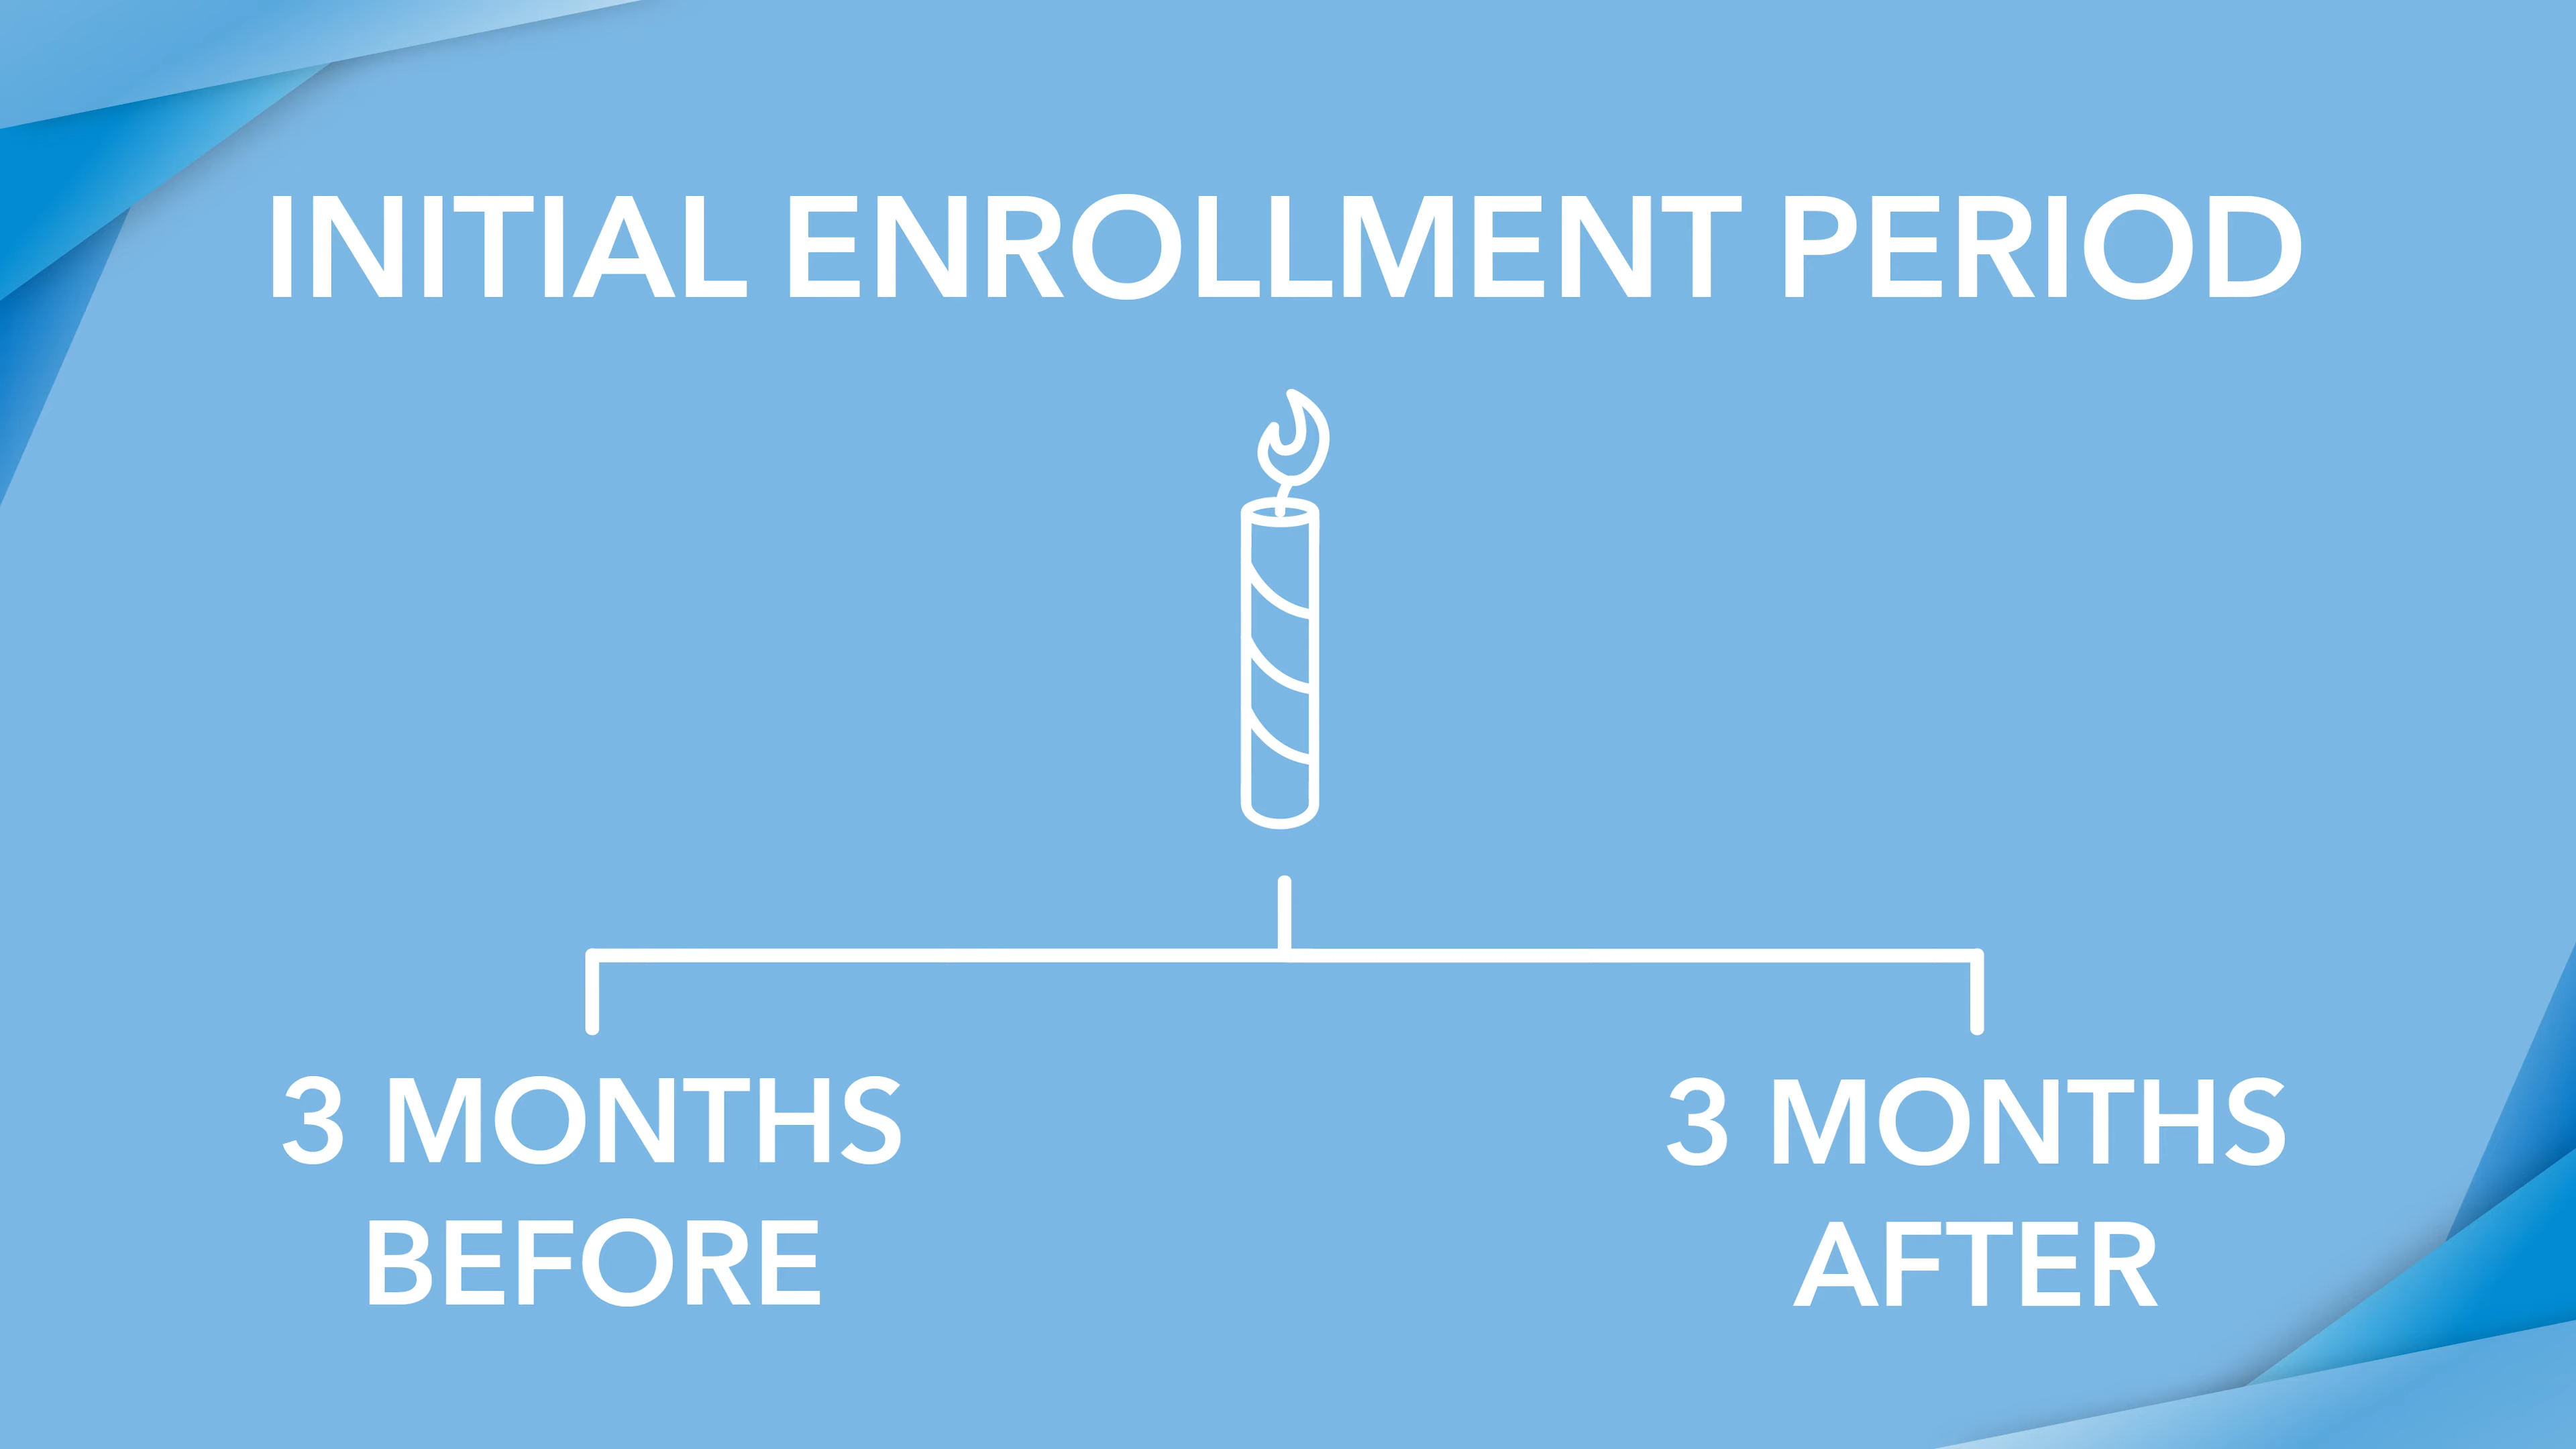 INITIAL ENROLLMENT PERIOD
3 MONTHS
BEFORE
3 MONTHS
AFTER